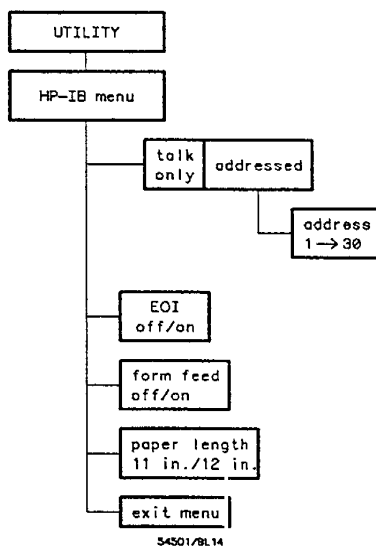 UTILITY
HP-IB menu
talk
only
addressed
address
1 → 30
EOI
off/on
form feed
off/on
paper length
11 in./12 in.
exit menu
54501/BL14